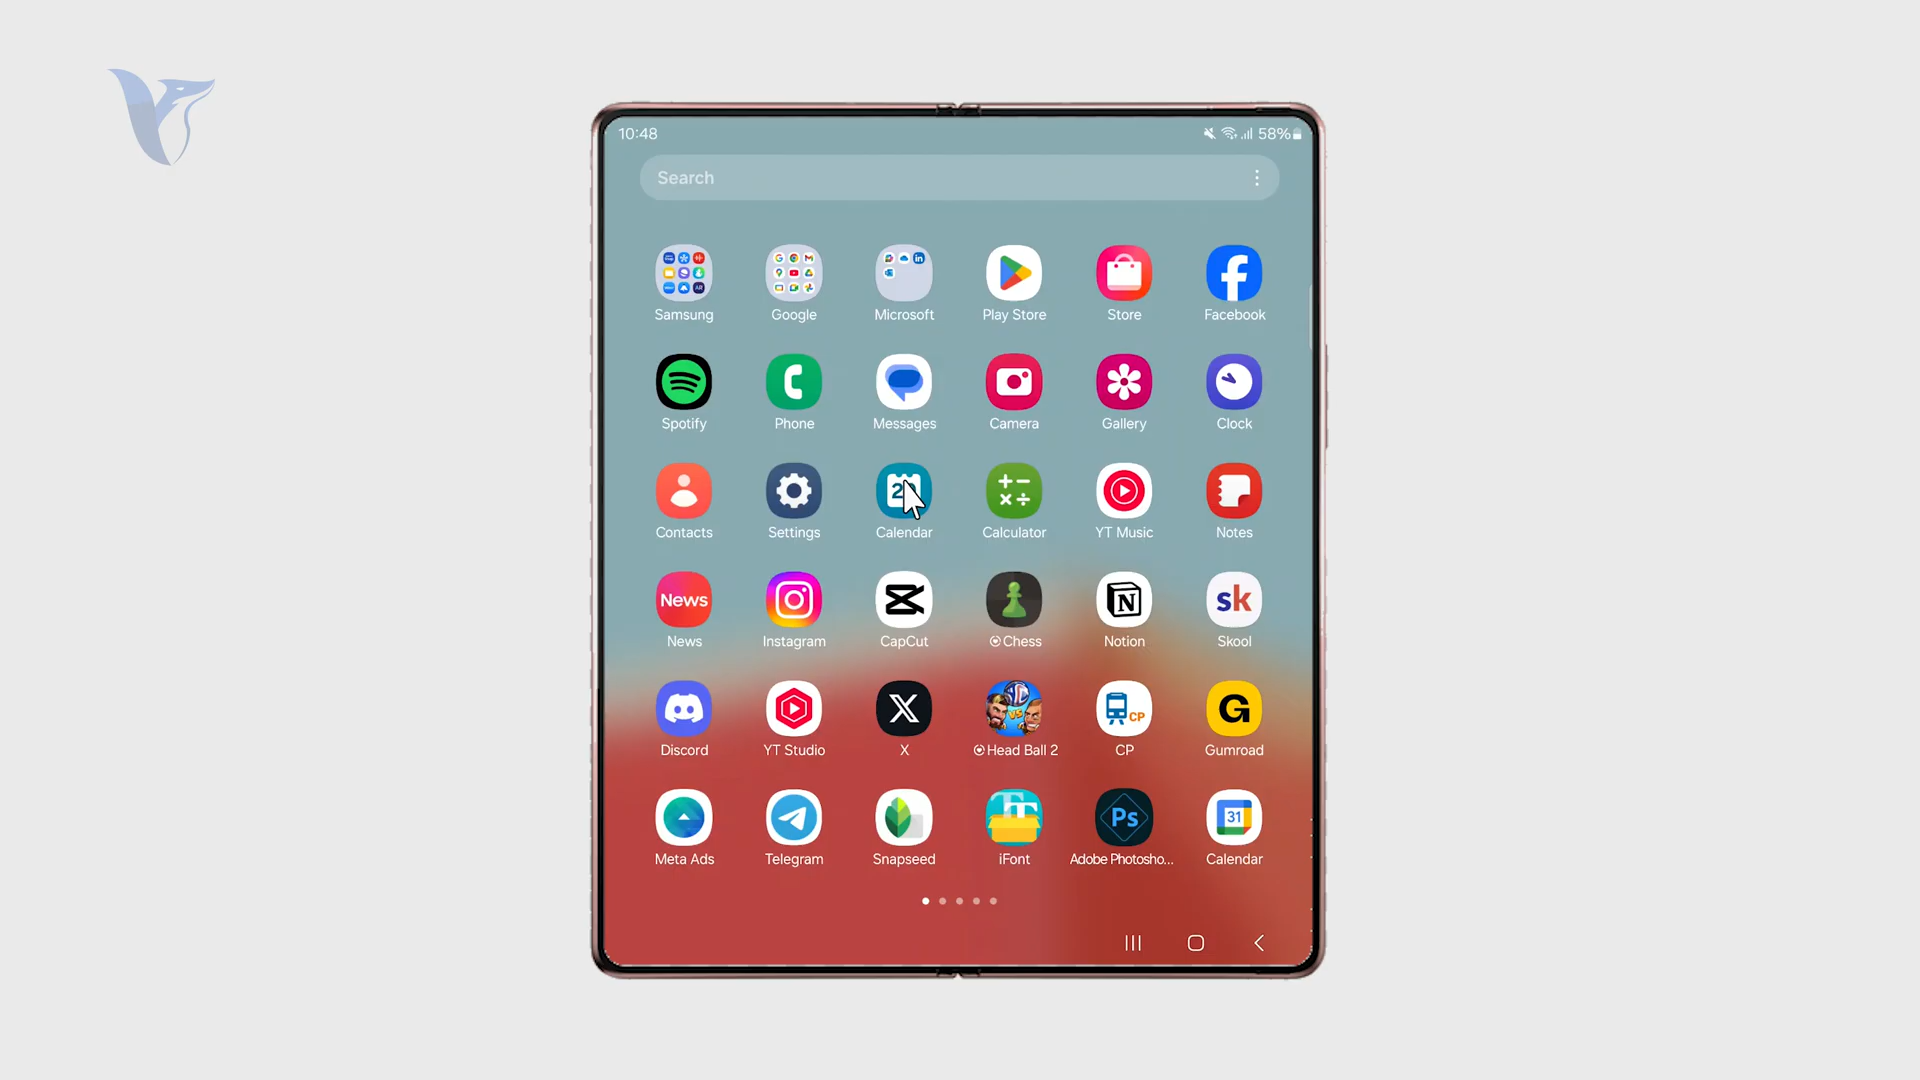 10:48 58%
Search
Samsung Google Microsoft Play Store Store Facebook
Spotify Phone Messages Camera Gallery Clock
Contacts Settings Calendar Calculator YT Music Notes
News
sk
News Instagram CapCut Chess Notion Skool
CP
G
Discord YT Studio X Head Ball 2 CP Gumroad
Ps
31
Meta Ads Telegram Snapseed iFont Adobe Photosho... Calendar